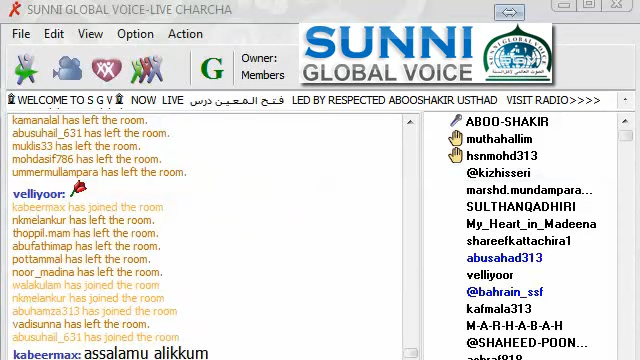 SUNNI GLOBAL VOICE-LIVE CHARCHA
File Edit View Option Action
SUNNI
GLOBAL VOICE
G
Owner:
Members
WELCOME TO S G V NOW LIVE فتح المعين درس LED BY RESPECTED ABOOSHAKIR USTHAD VISIT RADIO>>>>
kamanalal has left the room.
abusuhail_631 has left the room.
muklis33 has left the room.
mohdasif786 has left the room.
ummermullampara has left the room.
velliyoor:
kabeermax has joined the room
nkmelankur has left the room.
thoppil.mam has left the room.
abufathimap has left the room.
pottammal has left the room.
noor_madina has left the room.
walakulam has joined the room
nkmelankur has joined the room
abuhamza313 has joined the room
vadisunna has left the room.
abusuhail_631 has joined the room
kabeermax: assalamu alikkum
ABOO-SHAKIR
muthahallim
hsnmohd313
@kizhisseri
marshd.mundampara...
SULTHANQADHIRI
My_Heart_in_Madeena
shareefkattachira1
abusahad313
velliyoor
@bahrain_ssf
kafmala313
M-A-R-H-A-B-A-H
@SHAHEED-POON...
ashraf818